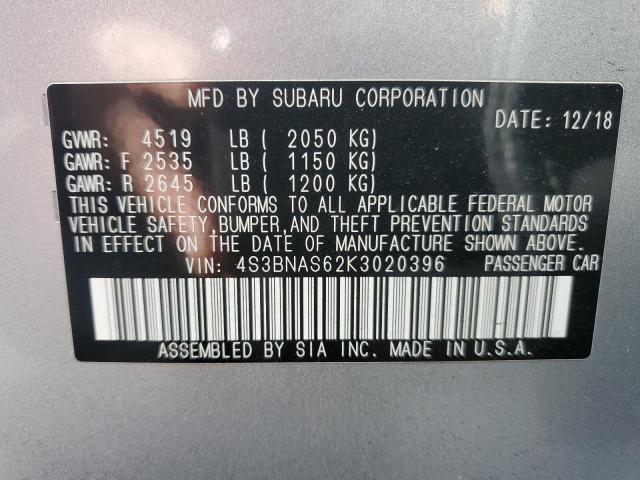 MFD BY SUBARU CORPORATION
DATE: 12/18
GVWR: 4519 LB ( 2050 KG)
GAWR: F 2535 LB ( 1150 KG)
GAWR: R 2645 LB ( 1200 KG)
THIS VEHICLE CONFORMS TO ALL APPLICABLE FEDERAL MOTOR
VEHICLE SAFETY,BUMPER,AND THEFT PREVENTION STANDARDS
IN EFFECT ON THE DATE OF MANUFACTURE SHOWN ABOVE.
VIN: 4S3BNAS62K3020396 PASSENGER CAR
ASSEMBLED BY SIA INC. MADE IN U.S.A.